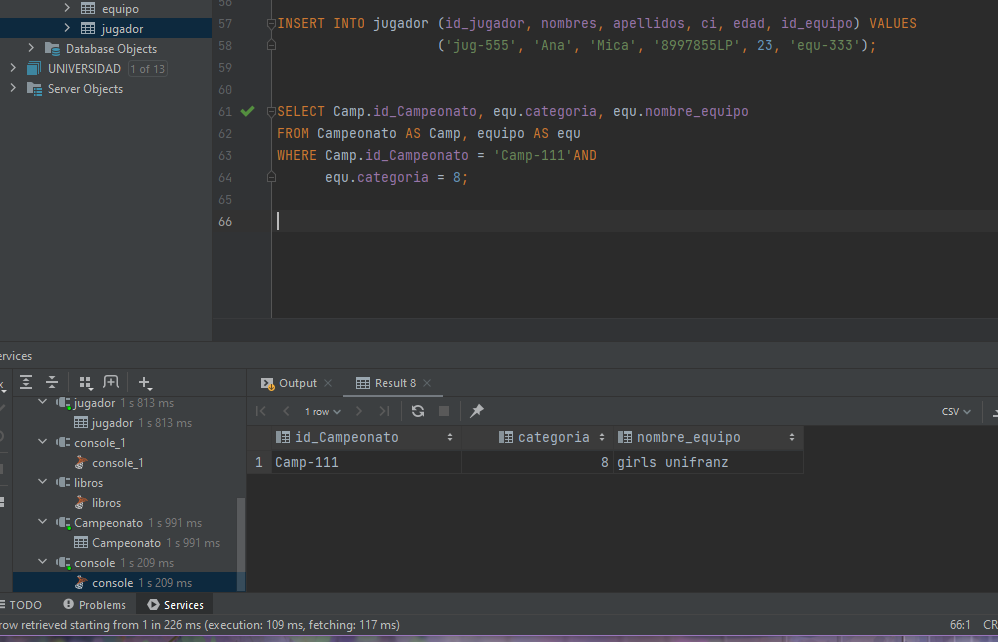 equipo
jugador
Database Objects
UNIVERSIDAD 1 of 13
Server Objects
56
57 INSERT INTO jugador (id_jugador, nombres, apellidos, ci, edad, id_equipo) VALUES
58 ('jug-555', 'Ana', 'Mica', '8997855LP', 23, 'equ-333');
59
60
61 SELECT Camp.id_Campeonato, equ.categoria, equ.nombre_equipo
62 FROM Campeonato AS Camp, equipo AS equ
63 WHERE Camp.id_Campeonato = 'Camp-111'AND
64 equ.categoria = 8;
65
66
ervices
jugador 1 s 813 ms
jugador 1 s 813 ms
console_1
console_1
libros
libros
Campeonato 1 s 991 ms
Campeonato 1 s 991 ms
console 1 s 209 ms
console 1 s 209 ms
Output Result 8
1 row CSV
id_Campeonato categoria nombre_equipo
1 Camp-111 8 girls unifranz
TODO Problems Services
row retrieved starting from 1 in 226 ms (execution: 109 ms, fetching: 117 ms) 66:1 CR